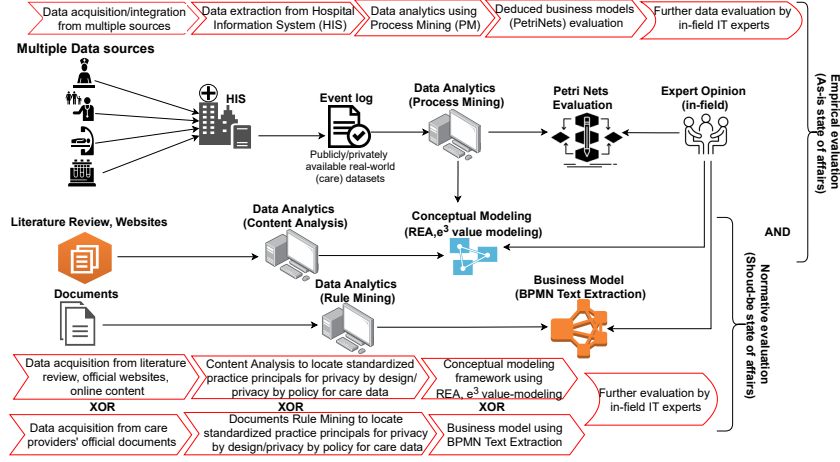 Data acquisition/integration
from multiple sources
Data extraction from Hospital
Information System (HIS)
Data analytics using
Process Mining (PM)
Deduced business models
(PetriNets) evaluation
Further data evaluation by
in-field IT experts
Multiple Data sources
HIS
Event log
Publicly/privately
available real-world
(care) datasets
Data Analytics
(Process Mining)
Petri Nets
Evaluation
Expert Opinion
(in-field)
Empirical evaluation
(As-is state of affairs)
Literature Review, Websites
Data Analytics
(Content Analysis)
Conceptual Modeling
(REA,e³ value modeling)
AND
Normative evaluation
(Shoud-be state of affairs)
Documents
Data Analytics
(Rule Mining)
Business Model
(BPMN Text Extraction)
Data acquisition from literature
review, official websites,
online content
Content Analysis to locate standardized
practice principals for privacy by design/
privacy by policy for care data
Conceptual modeling
framework using
REA, e³ value-modeling
Further evaluation by
in-field IT experts
XOR
XOR
XOR
Data acquisition from care
providers' official documents
Documents Rule Mining to locate
standardized practice principals for privacy
by design/privacy by policy for care data
Business model using
BPMN Text Extraction